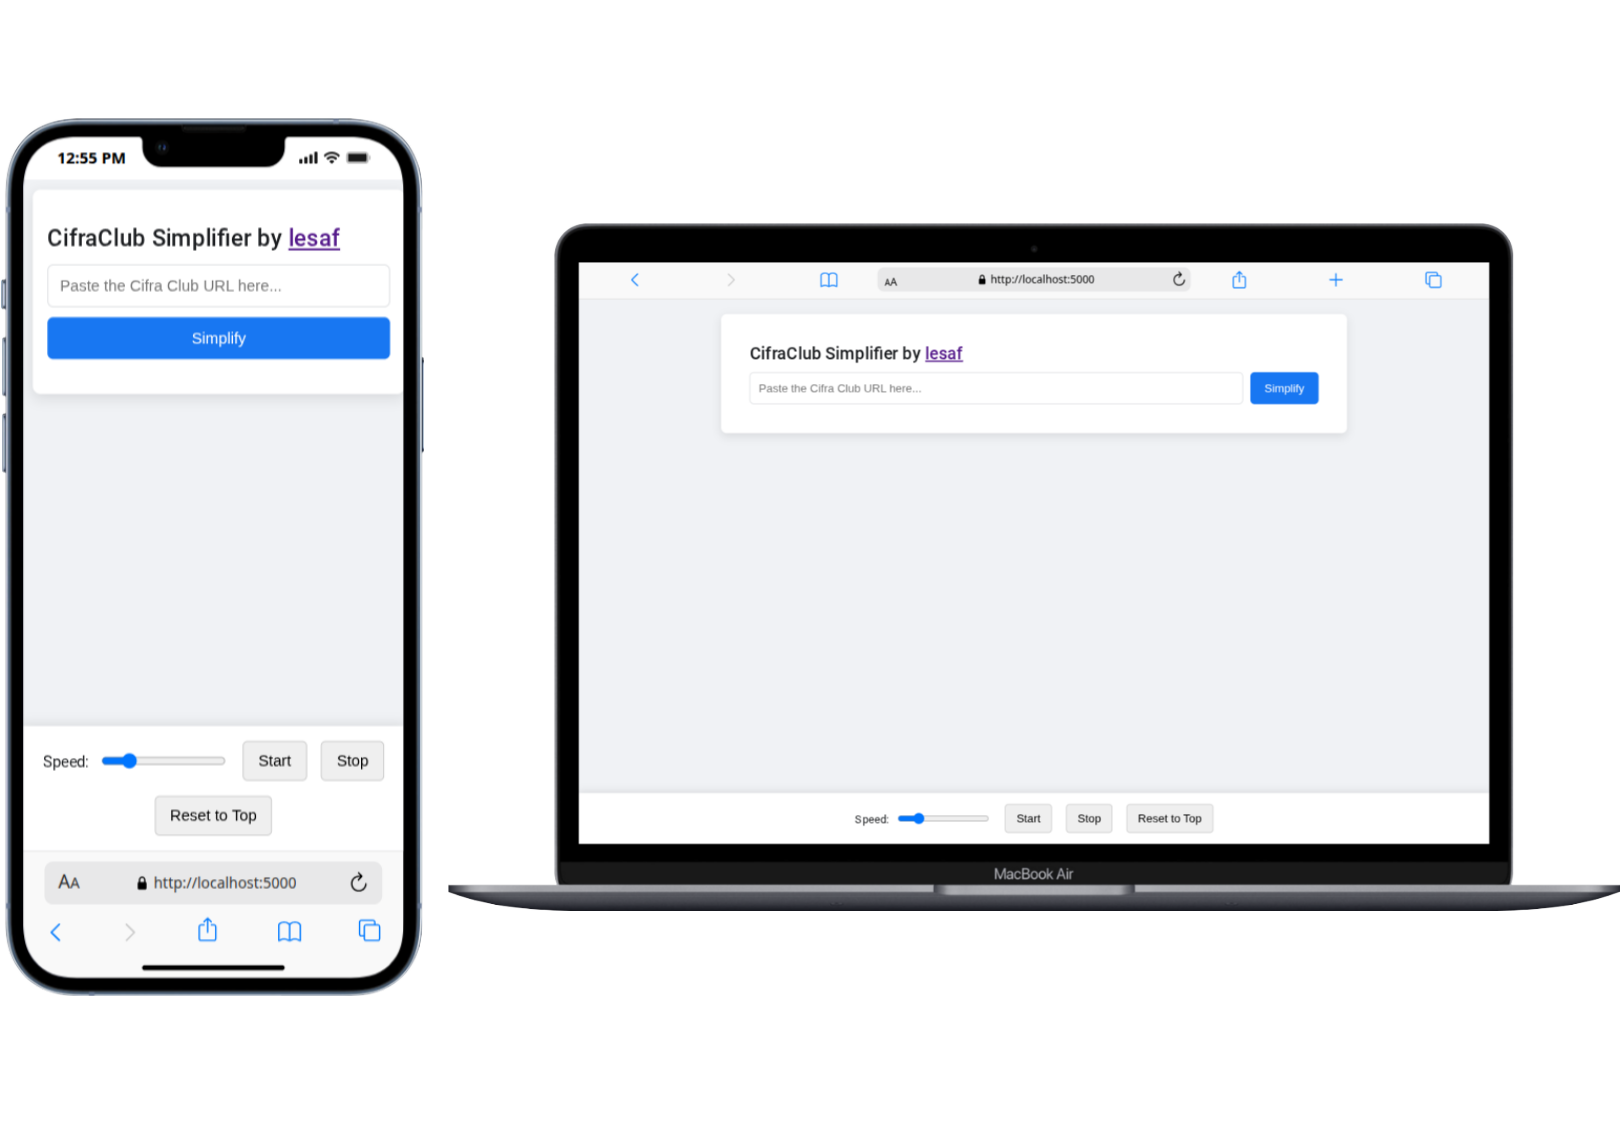 12:55 PM
CifraClub Simplifier by lesaf
Paste the Cifra Club URL here...
Simplify
Speed:
Start
Stop
Reset to Top
AA
http://localhost:5000
AA
http://localhost:5000
CifraClub Simplifier by lesaf
Paste the Cifra Club URL here...
Simplify
Speed:
Start
Stop
Reset to Top
MacBook Air